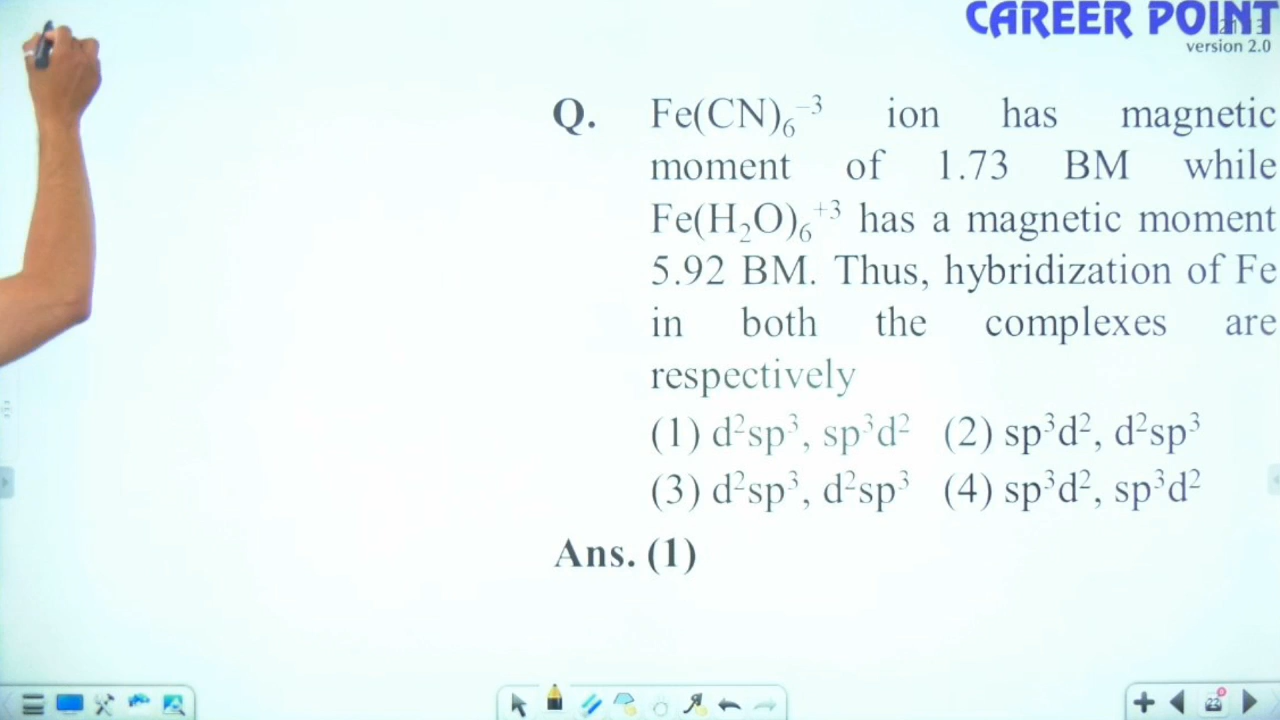 CAREER POINT
version 2.0
Q. Fe(CN)₆⁻³ ion has magnetic
moment of 1.73 BM while
Fe(H₂O)₆⁺³ has a magnetic moment
5.92 BM. Thus, hybridization of Fe
in both the complexes are
respectively
(1) d²sp³, sp³d² (2) sp³d², d²sp³
(3) d²sp³, d²sp³ (4) sp³d², sp³d²
Ans. (1)